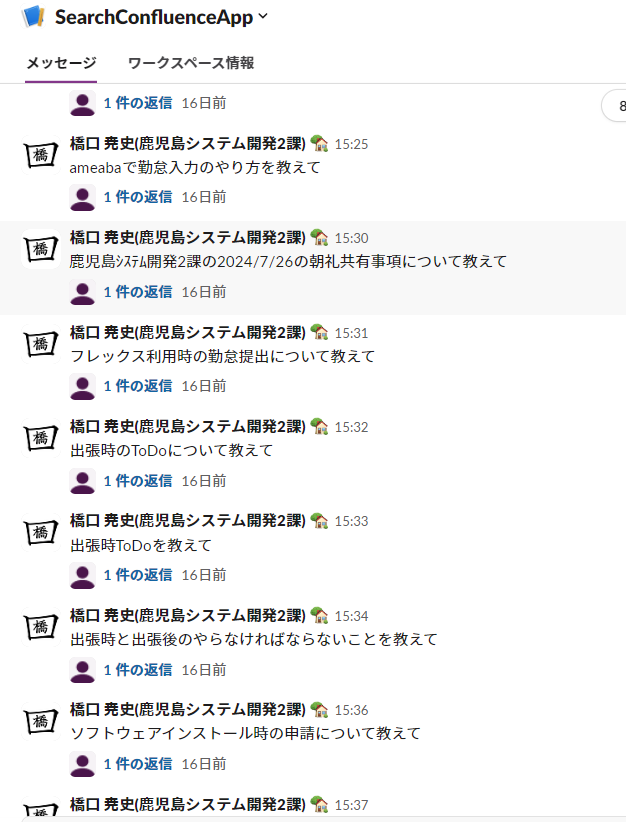 SearchConfluenceApp
メッセージ ワークスペース情報
1 件の返信 16日前
8
橋口 尭史(鹿児島システム開発2課) 15:25
ameabaで勤怠入力のやり方を教えて
1 件の返信 16日前
橋口 尭史(鹿児島システム開発2課) 15:30
鹿児島ｼｽﾃﾑ開発2課の2024/7/26の朝礼共有事項について教えて
1 件の返信 16日前
橋口 尭史(鹿児島システム開発2課) 15:31
フレックス利用時の勤怠提出について教えて
1 件の返信 16日前
橋口 尭史(鹿児島システム開発2課) 15:32
出張時のToDoについて教えて
1 件の返信 16日前
橋口 尭史(鹿児島システム開発2課) 15:33
出張時ToDoを教えて
1 件の返信 16日前
橋口 尭史(鹿児島システム開発2課) 15:34
出張時と出張後のやらなければならないことを教えて
1 件の返信 16日前
橋口 尭史(鹿児島システム開発2課) 15:36
ソフトウェアインストール時の申請について教えて
1 件の返信 16日前
橋口 尭史(鹿児島システム開発2課) 15:37